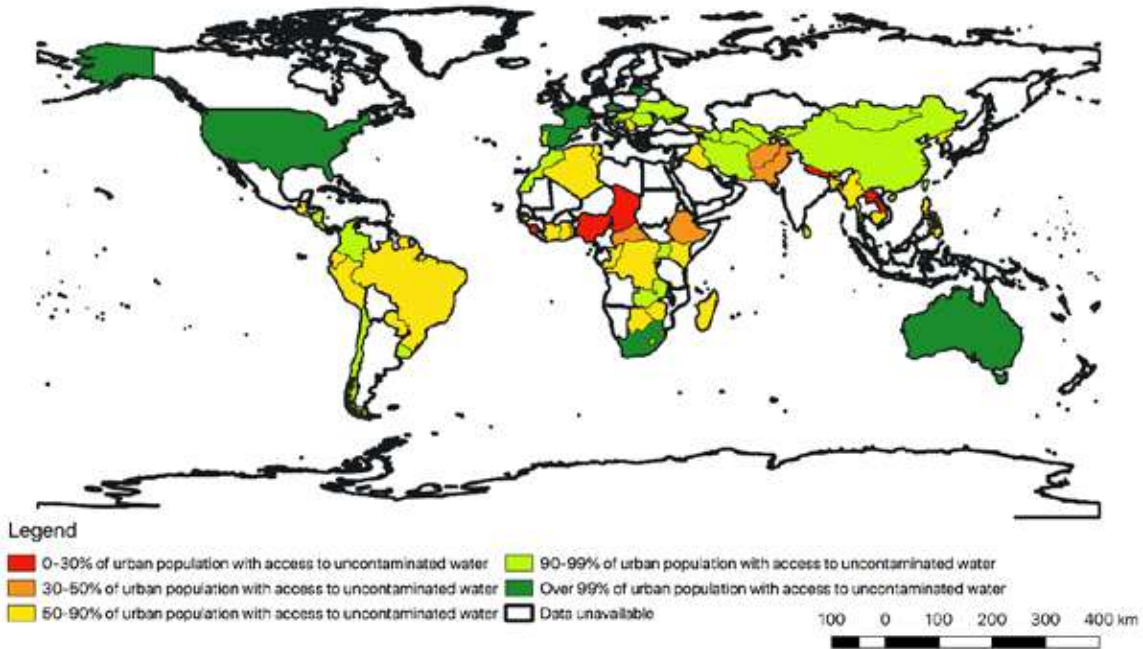 Legend
0-30% of urban population with access to uncontaminated water
90-99% of urban population with access to uncontaminated water
30-50% of urban population with access to uncontaminated water
Over 99% of urban population with access to uncontaminated water
50-90% of urban population with access to uncontaminated water
Data unavailable
100 0 100 200 300 400 km